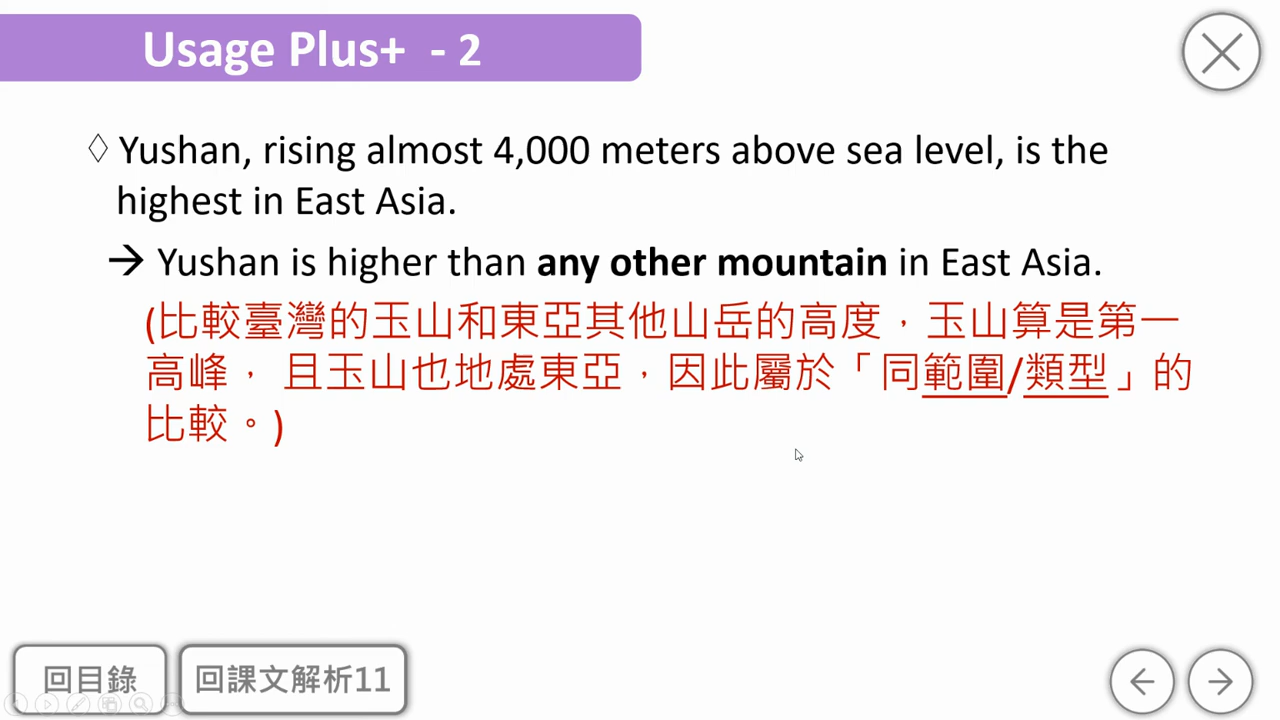 Usage Plus+ - 2
◊ Yushan, rising almost 4,000 meters above sea level, is the
highest in East Asia.
→ Yushan is higher than any other mountain in East Asia.
(比較臺灣的玉山和東亞其他山岳的高度，玉山算是第一
高峰， 且玉山也地處東亞，因此屬於「同範圍/類型」的
比較。)
回目錄
回課文解析11